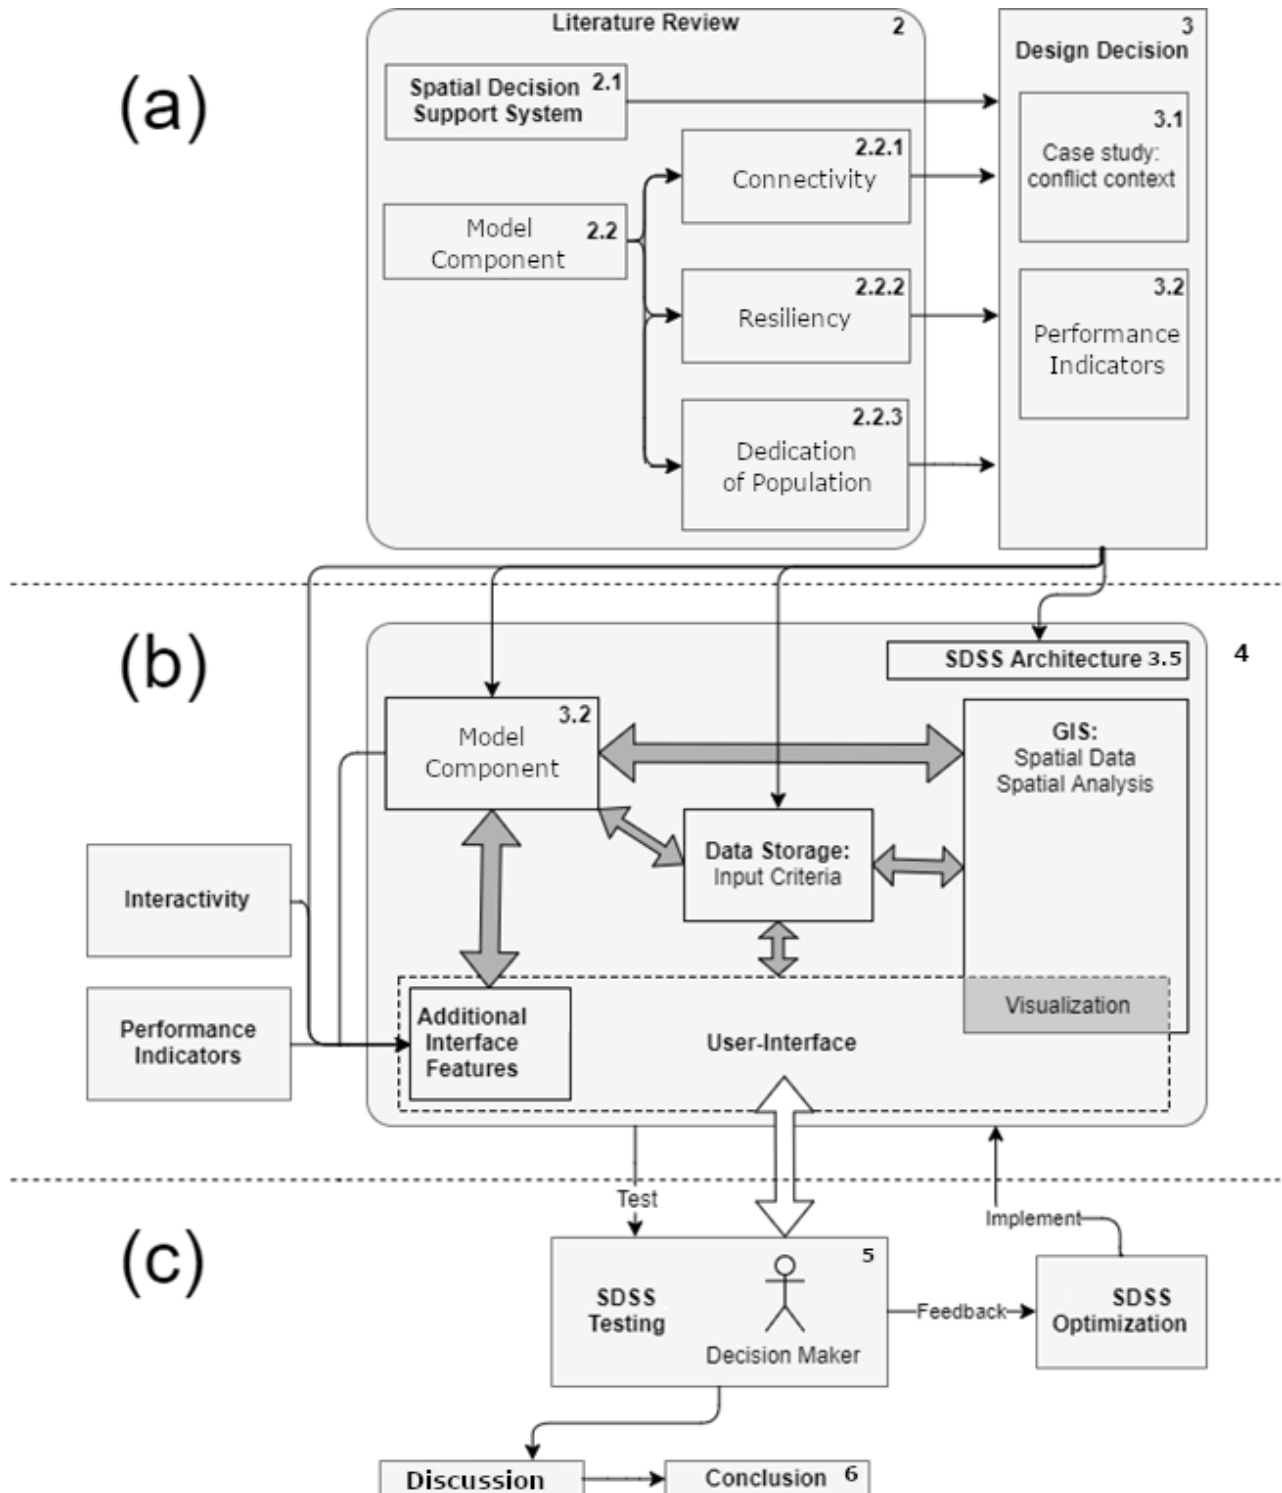 (a)
Literature Review 2
Spatial Decision 2.1
Support System
Model 2.2
Component
2.2.1
Connectivity
2.2.2
Resiliency
2.2.3
Dedication
of Population
3
Design Decision
3.1
Case study:
conflict context
3.2
Performance
Indicators
(b)
SDSS Architecture 3.5
4
3.2
Model
Component
GIS:
Spatial Data
Spatial Analysis
Data Storage:
Input Criteria
Interactivity
Performance
Indicators
Additional
Interface
Features
User-Interface
Visualization
(c)
Test
Implement
5
SDSS
Testing
Decision Maker
Feedback
SDSS
Optimization
Discussion
Conclusion 6